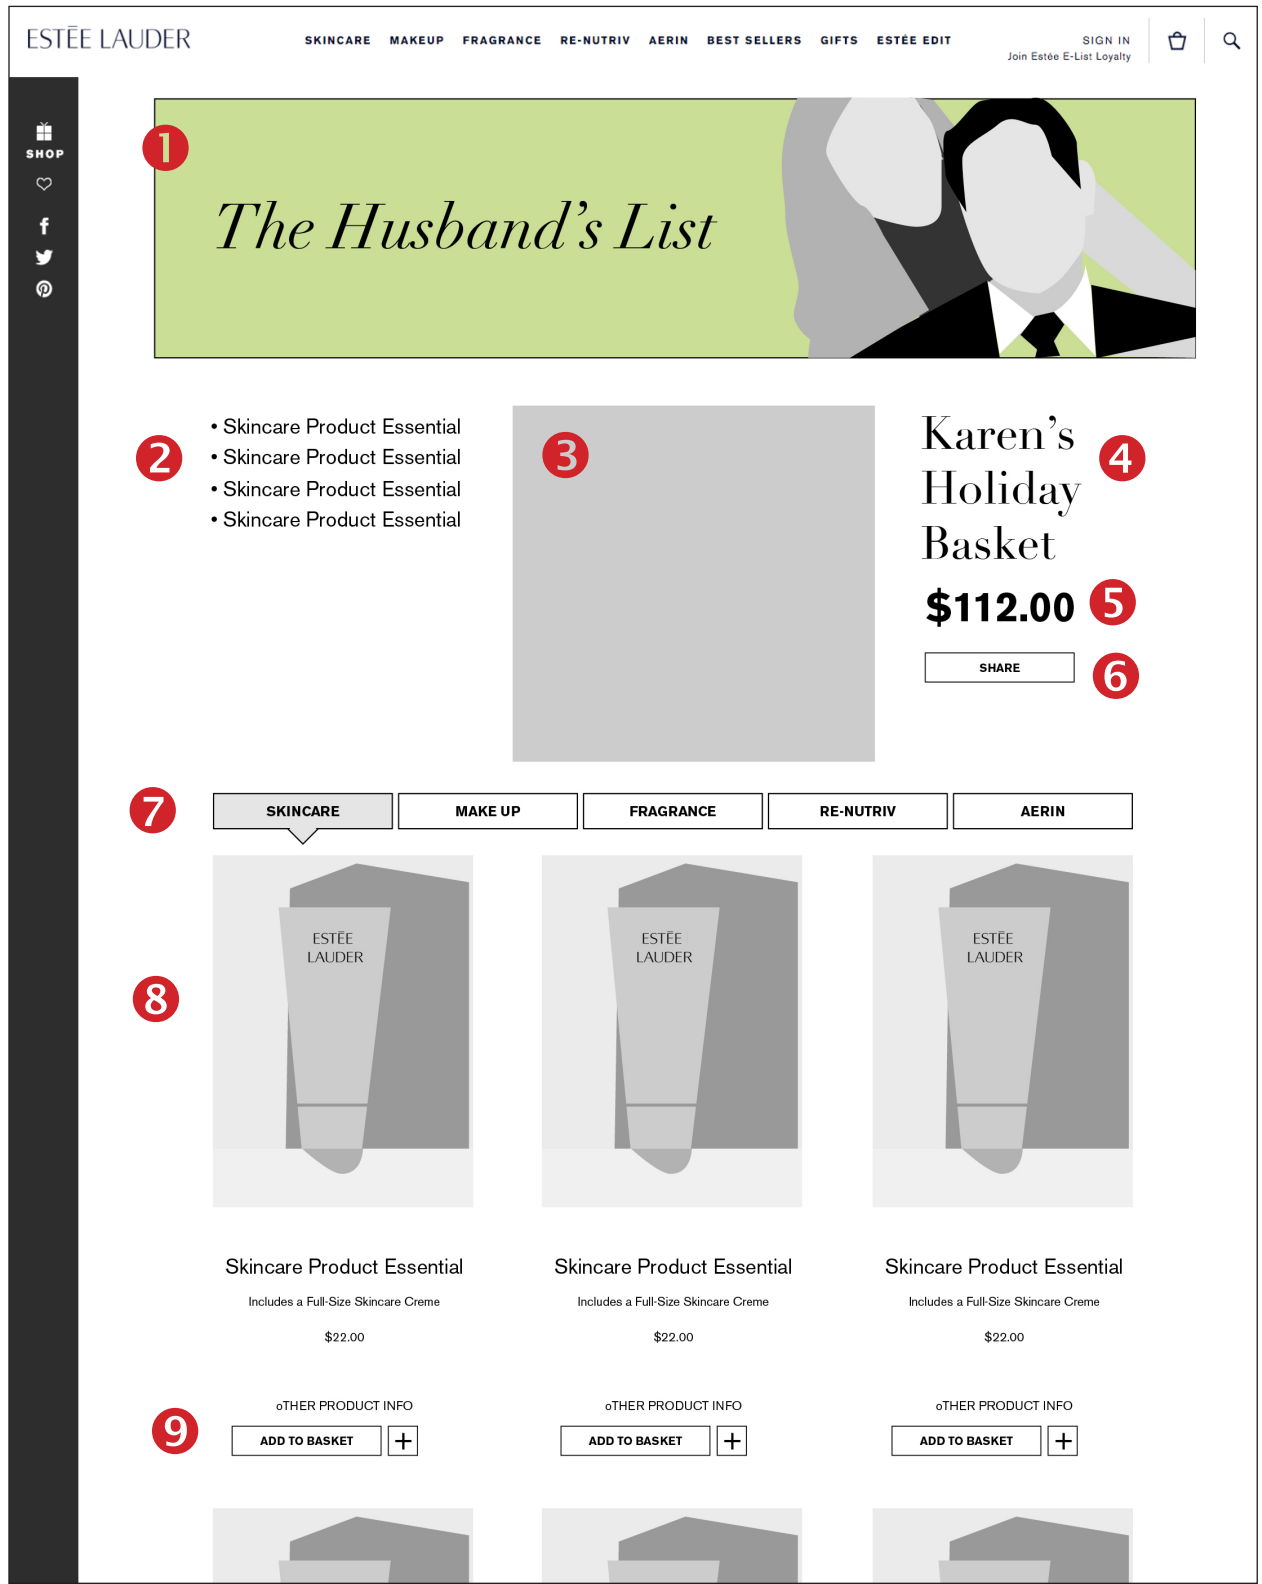 ESTĒE LAUDER
SKINCARE MAKEUP FRAGRANCE RE-NUTRIV AERIN BEST SELLERS GIFTS ESTÉE EDIT
SIGN IN
Join Estée E-List Loyalty
SHOP
1
The Husband's List
2
• Skincare Product Essential
• Skincare Product Essential
• Skincare Product Essential
• Skincare Product Essential
3
Karen's
Holiday
Basket
4
$112.00
5
SHARE
6
7
SKINCARE MAKE UP FRAGRANCE RE-NUTRIV AERIN
8
ESTĒE
LAUDER
ESTĒE
LAUDER
ESTĒE
LAUDER
Skincare Product Essential
Includes a Full-Size Skincare Creme
$22.00
Skincare Product Essential
Includes a Full-Size Skincare Creme
$22.00
Skincare Product Essential
Includes a Full-Size Skincare Creme
$22.00
9
oTHER PRODUCT INFO
ADD TO BASKET +
oTHER PRODUCT INFO
ADD TO BASKET +
oTHER PRODUCT INFO
ADD TO BASKET +